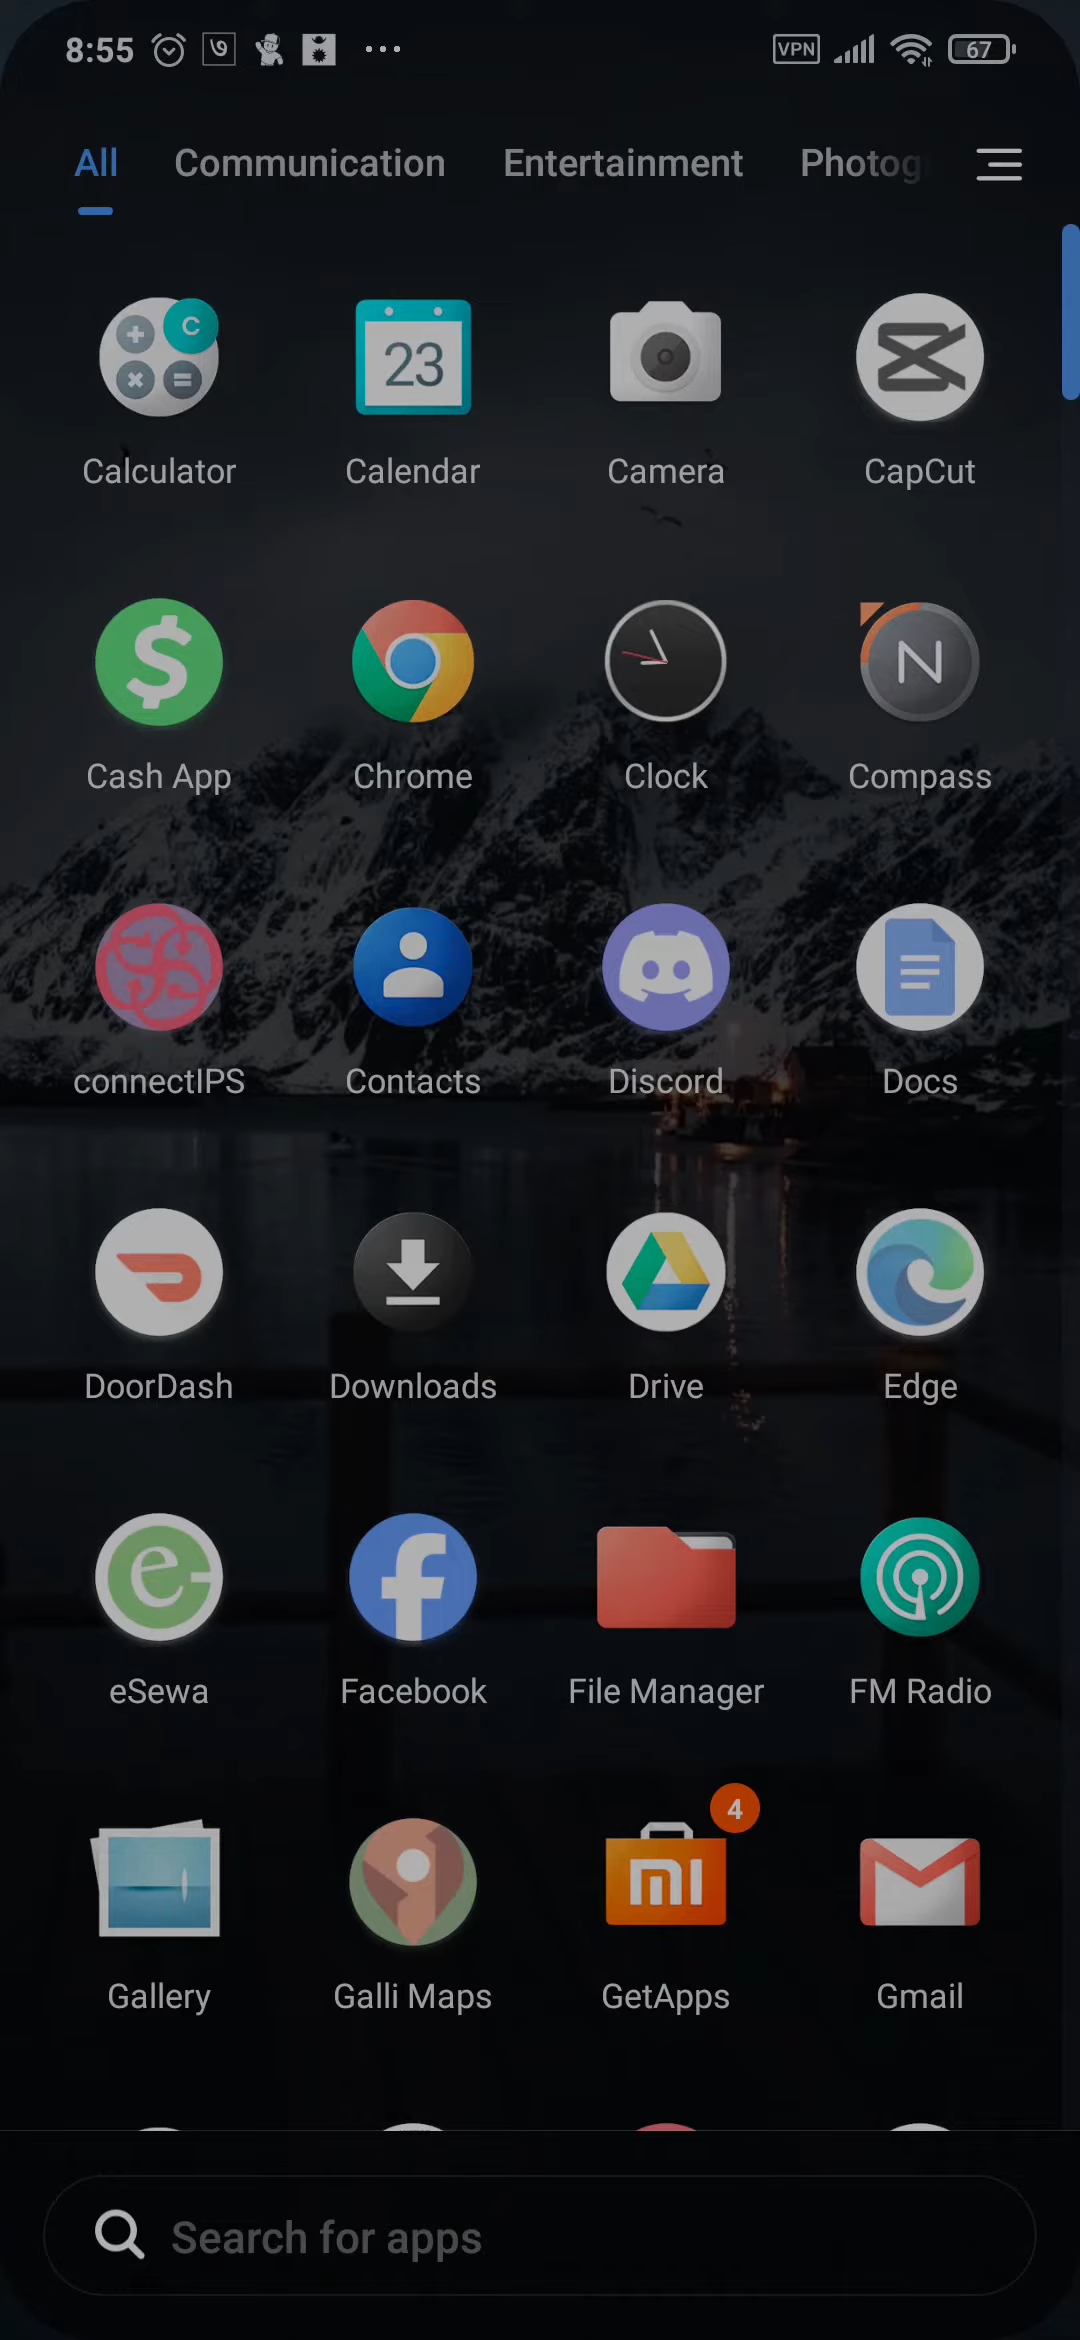 8:55 VPN 67
All Communication Entertainment Photog
C 23
Calculator Calendar Camera CapCut
N
Cash App Chrome Clock Compass
connectIPS Contacts Discord Docs
DoorDash Downloads Drive Edge
eSewa Facebook File Manager FM Radio
4
Gallery Galli Maps GetApps Gmail
Search for apps